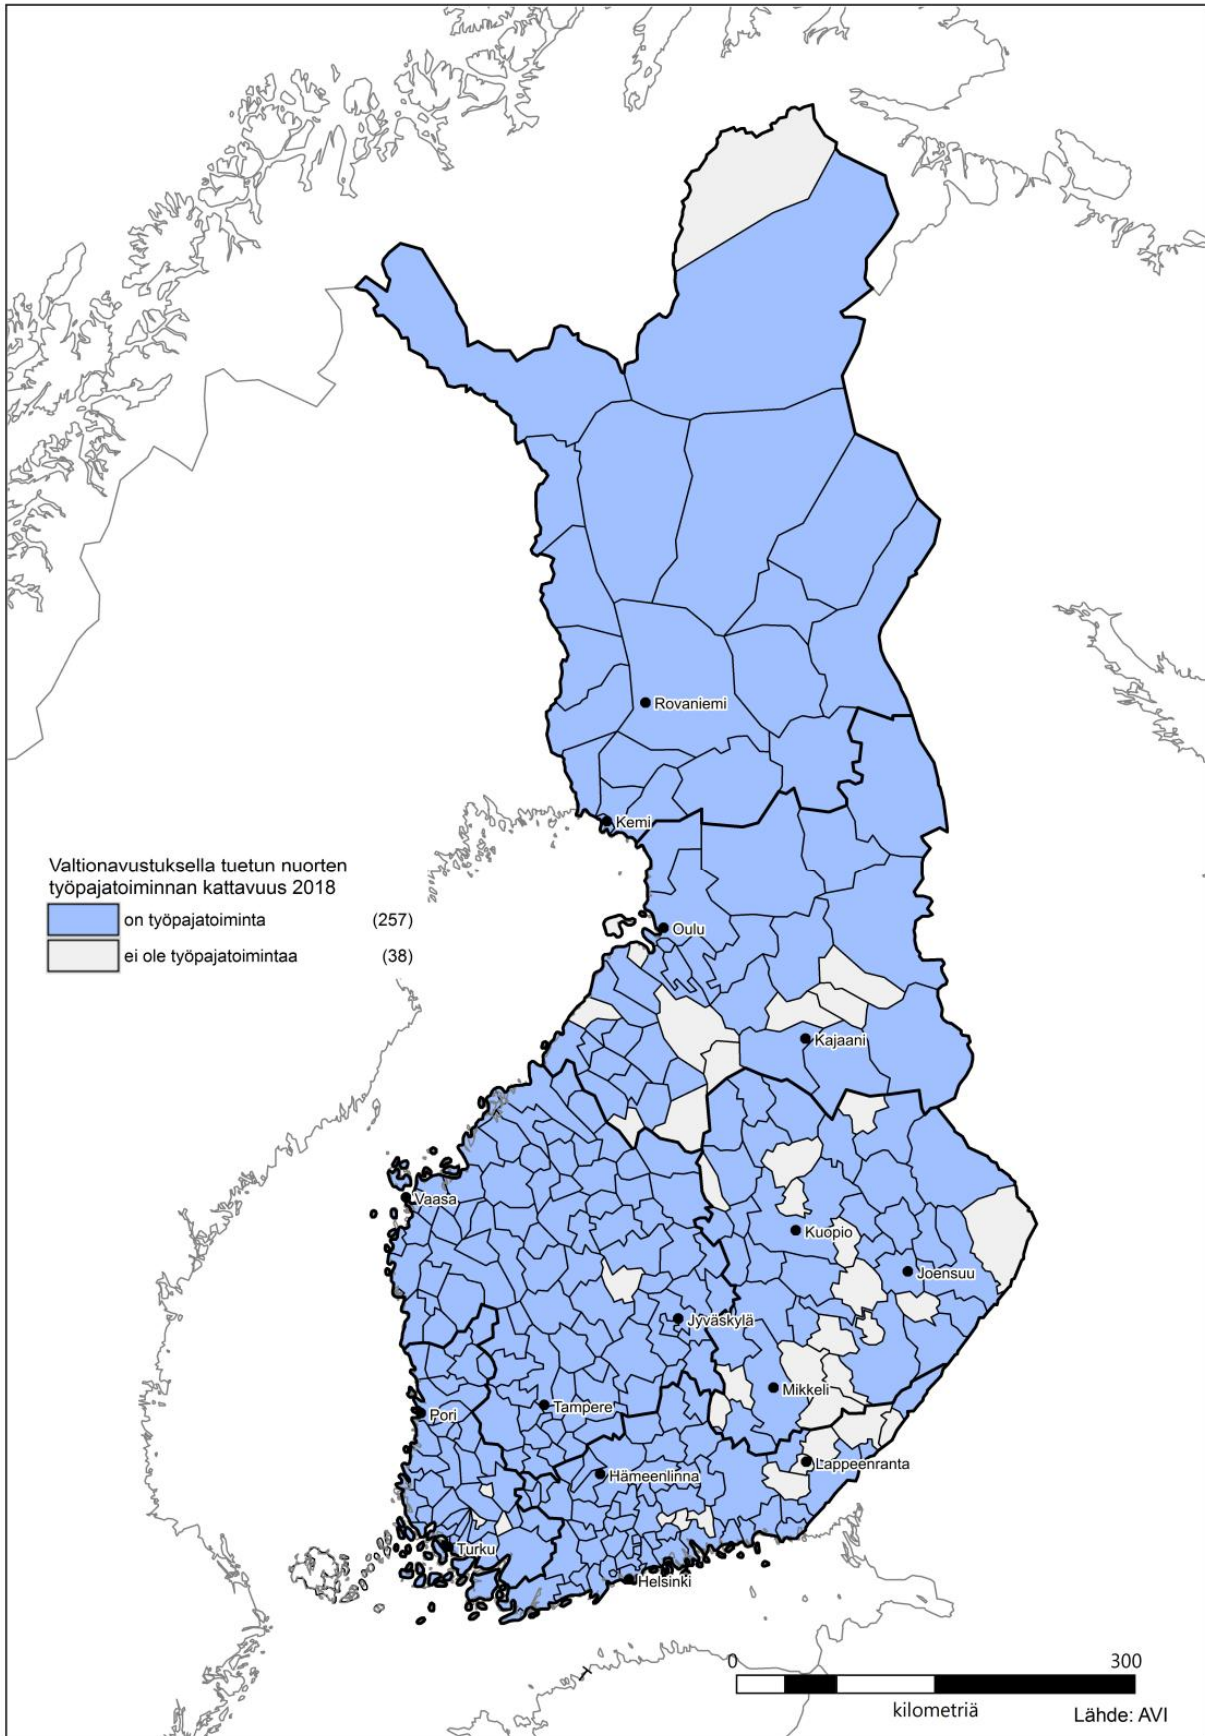 Rovaniemi
Kemi
Valtionavustuksella tuetun nuorten
työpajatoiminnan kattavuus 2018
on työpajatoiminta (257)
ei ole työpajatoimintaa (38)
Oulu
Kajaani
Vaasa
Kuopio
Joensuu
Jyväskylä
Mikkeli
Tampere
Pori
Lappeenranta
Hämeenlinna
Turku
Helsinki
0 300
kilometriä
Lähde: AVI